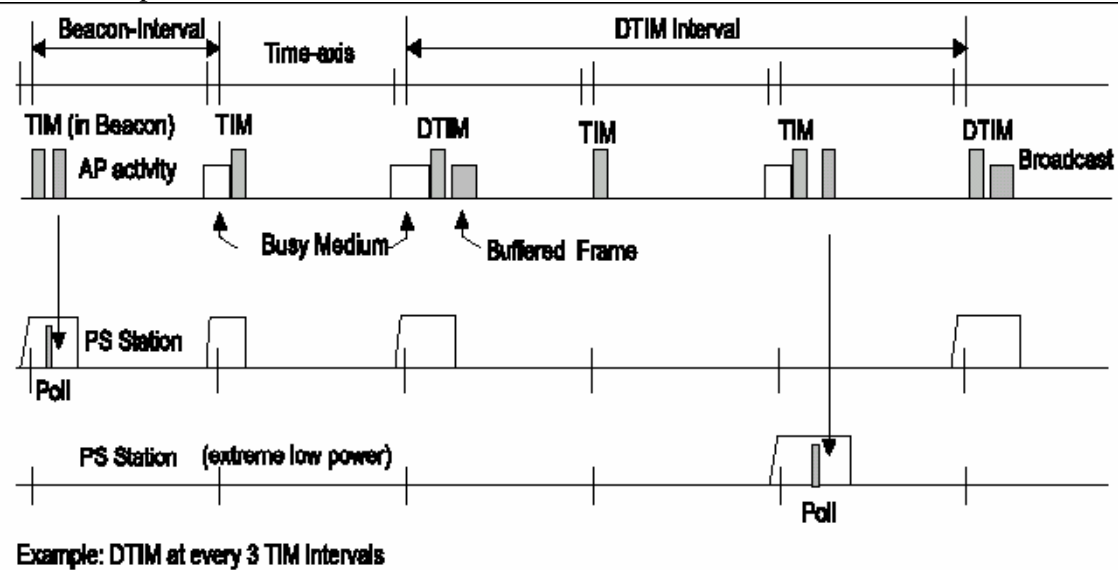 Beacon-Interval
DTIM Interval
Time-axis
TIM (in Beacon)
TIM
DTIM
TIM
TIM
DTIM
AP activity
Broadcast
Busy Medium
Buffered Frame
PS Station
Poll
PS Station (extreme low power)
Poll
Example: DTIM at every 3 TIM Intervals